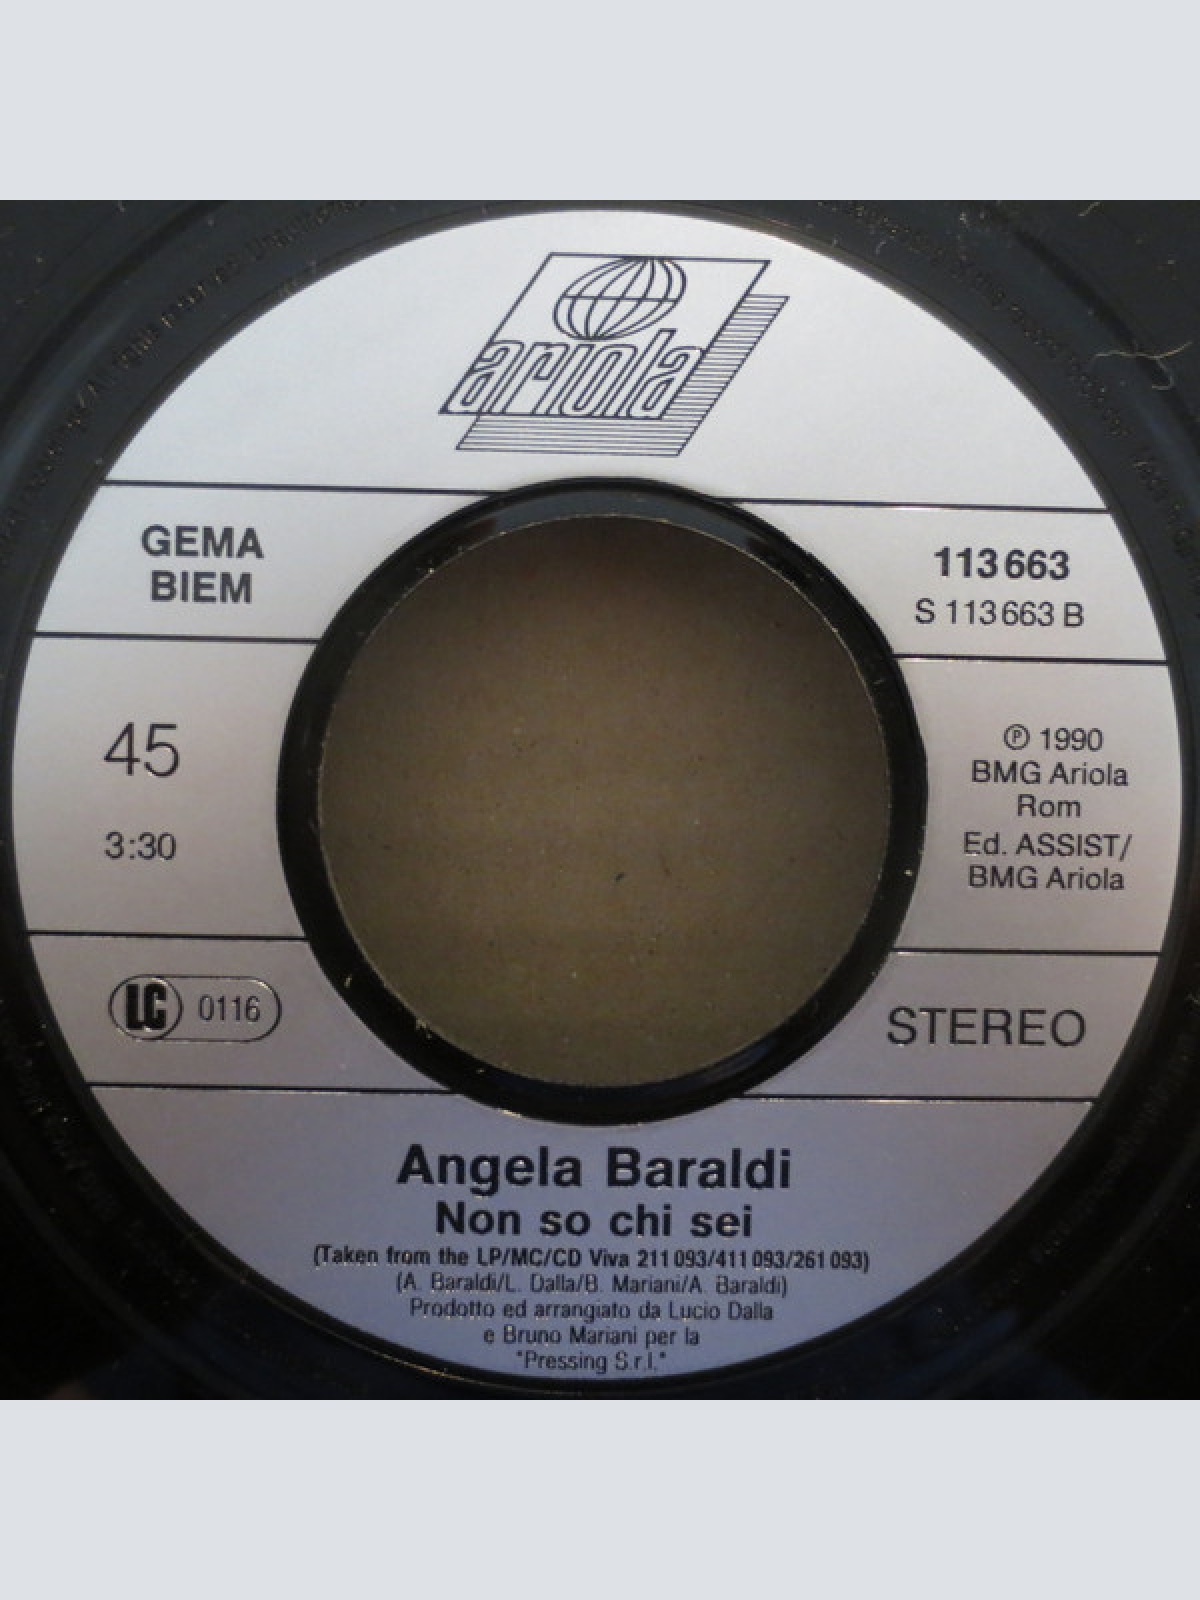 ariola
GEMA
BIEM
113 663
S 113 663 B
45
3:30
℗ 1990
BMG Ariola
Rom
Ed. ASSIST/
BMG Ariola
LC 0116
STEREO
Angela Baraldi
Non so chi sei
(Taken from the LP/MC/CD Viva 211 093/411 093/261 093)
(A. Baraldi/L. Dalla/B. Mariani/A. Baraldi)
Prodotto ed arrangiato da Lucio Dalla
e Bruno Mariani per la
"Pressing S.r.l."